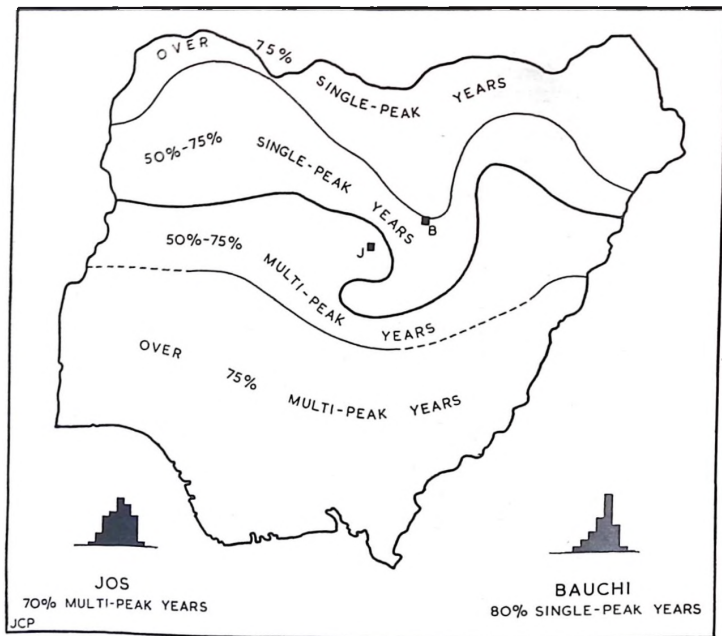 OVER 75% SINGLE-PEAK YEARS
50%-75% SINGLE-PEAK YEARS
B
J
50%-75% MULTI-PEAK YEARS
OVER 75% MULTI-PEAK YEARS
JOS
70% MULTI-PEAK YEARS
BAUCHI
80% SINGLE-PEAK YEARS
JCP